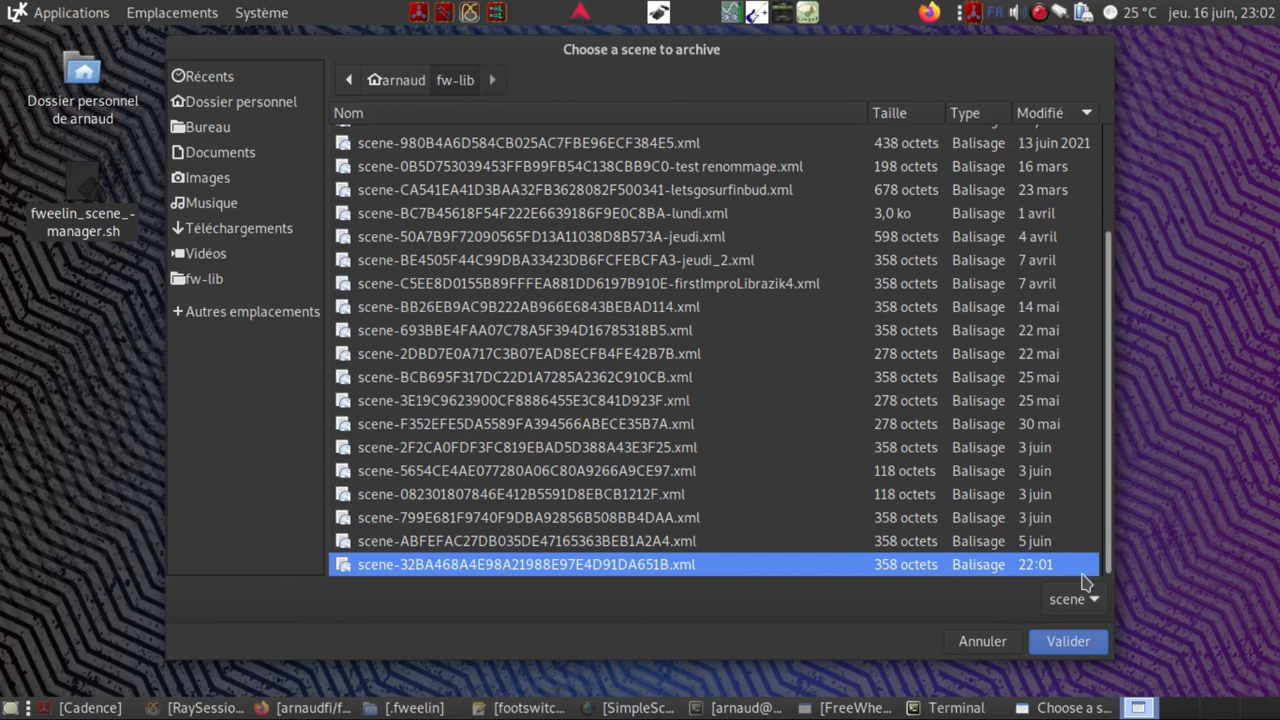 Applications Emplacements Système FR 25 °C jeu. 16 juin, 23:02
Dossier personnel
de arnaud
fweelin_scene_-
manager.sh
Choose a scene to archive
Récents
Dossier personnel
Bureau
Documents
Images
Musique
Téléchargements
Vidéos
fw-lib
Autres emplacements
arnaud fw-lib
Nom Taille Type Modifié
scene-980B4A6D584CB025AC7FBE96ECF384E5.xml 438 octets Balisage 13 juin 2021
scene-0B5D753039453FFB99FB54C138CBB9C0-test renommage.xml 198 octets Balisage 16 mars
scene-CA541EA41D3BAA32FB3628082F500341-letsgosurfinbud.xml 678 octets Balisage 23 mars
scene-BC7B45618F54F222E6639186F9E0C8BA-lundi.xml 3,0 ko Balisage 1 avril
scene-50A7B9F72090565FD13A11038D8B573A-jeudi.xml 598 octets Balisage 4 avril
scene-BE4505F44C99DBA33423DB6FCFEBCFA3-jeudi_2.xml 358 octets Balisage 7 avril
scene-C5EE8D0155B89FFFEA881DD6197B910E-firstImproLibrazik4.xml 358 octets Balisage 7 avril
scene-BB26EB9AC9B222AB966E6843BEBAD114.xml 358 octets Balisage 14 mai
scene-693BBE4FAA07C78A5F394D16785318B5.xml 358 octets Balisage 22 mai
scene-2DBD7E0A717C3B07EAD8ECFB4FE42B7B.xml 278 octets Balisage 22 mai
scene-BCB695F317DC22D1A7285A2362C910CB.xml 358 octets Balisage 25 mai
scene-3E19C9623900CF8886455E3C841D923F.xml 278 octets Balisage 25 mai
scene-F352EFE5DA5589FA394566ABECE35B7A.xml 278 octets Balisage 30 mai
scene-2F2CA0FDF3FC819EBAD5D388A43E3F25.xml 358 octets Balisage 3 juin
scene-5654CE4AE077280A06C80A9266A9CE97.xml 118 octets Balisage 3 juin
scene-082301807846E412B5591D8EBCB1212F.xml 118 octets Balisage 3 juin
scene-799E681F9740F9DBA92856B508BB4DAA.xml 358 octets Balisage 3 juin
scene-ABFEFAC27DB035DE47165363BEB1A2A4.xml 358 octets Balisage 5 juin
scene-32BA468A4E98A21988E97E4D91DA651B.xml 358 octets Balisage 22:01
scene
Annuler Valider
[Cadence] [RaySessio... [arnaudfi/f... [.fweelin] [footswitc... [SimpleSc... [arnaud@... [FreeWhe... Terminal Choose a s...